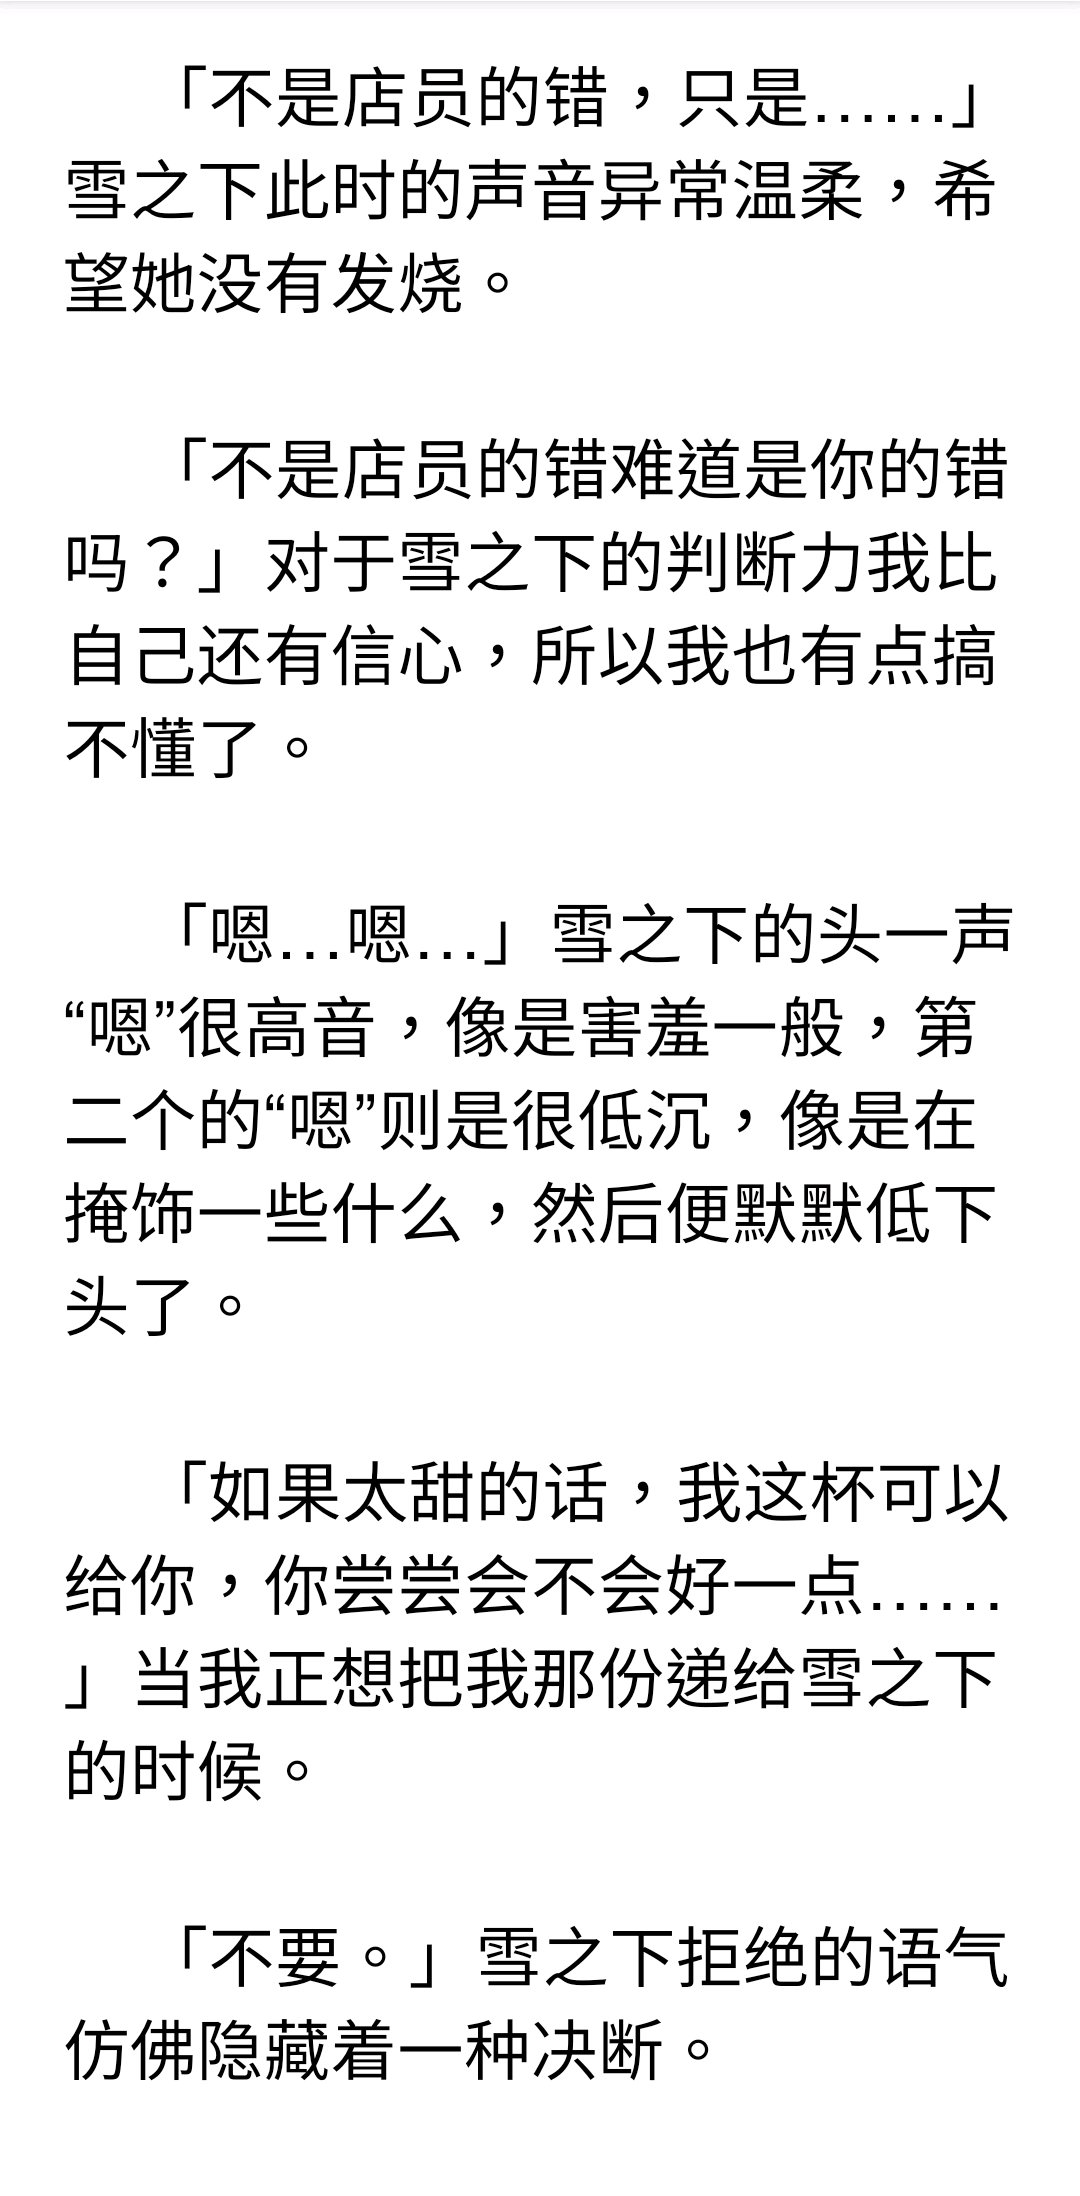 「不是店员的错，只是……」
雪之下此时的声音异常温柔，希
望她没有发烧。
「不是店员的错难道是你的错
吗？」对于雪之下的判断力我比
自己还有信心，所以我也有点搞
不懂了。
「嗯…嗯…」雪之下的头一声
“嗯”很高音，像是害羞一般，第
二个的“嗯”则是很低沉，像是在
掩饰一些什么，然后便默默低下
头了。
「如果太甜的话，我这杯可以
给你，你尝尝会不会好一点……
」当我正想把我那份递给雪之下
的时候。
「不要。」雪之下拒绝的语气
仿佛隐藏着一种决断。